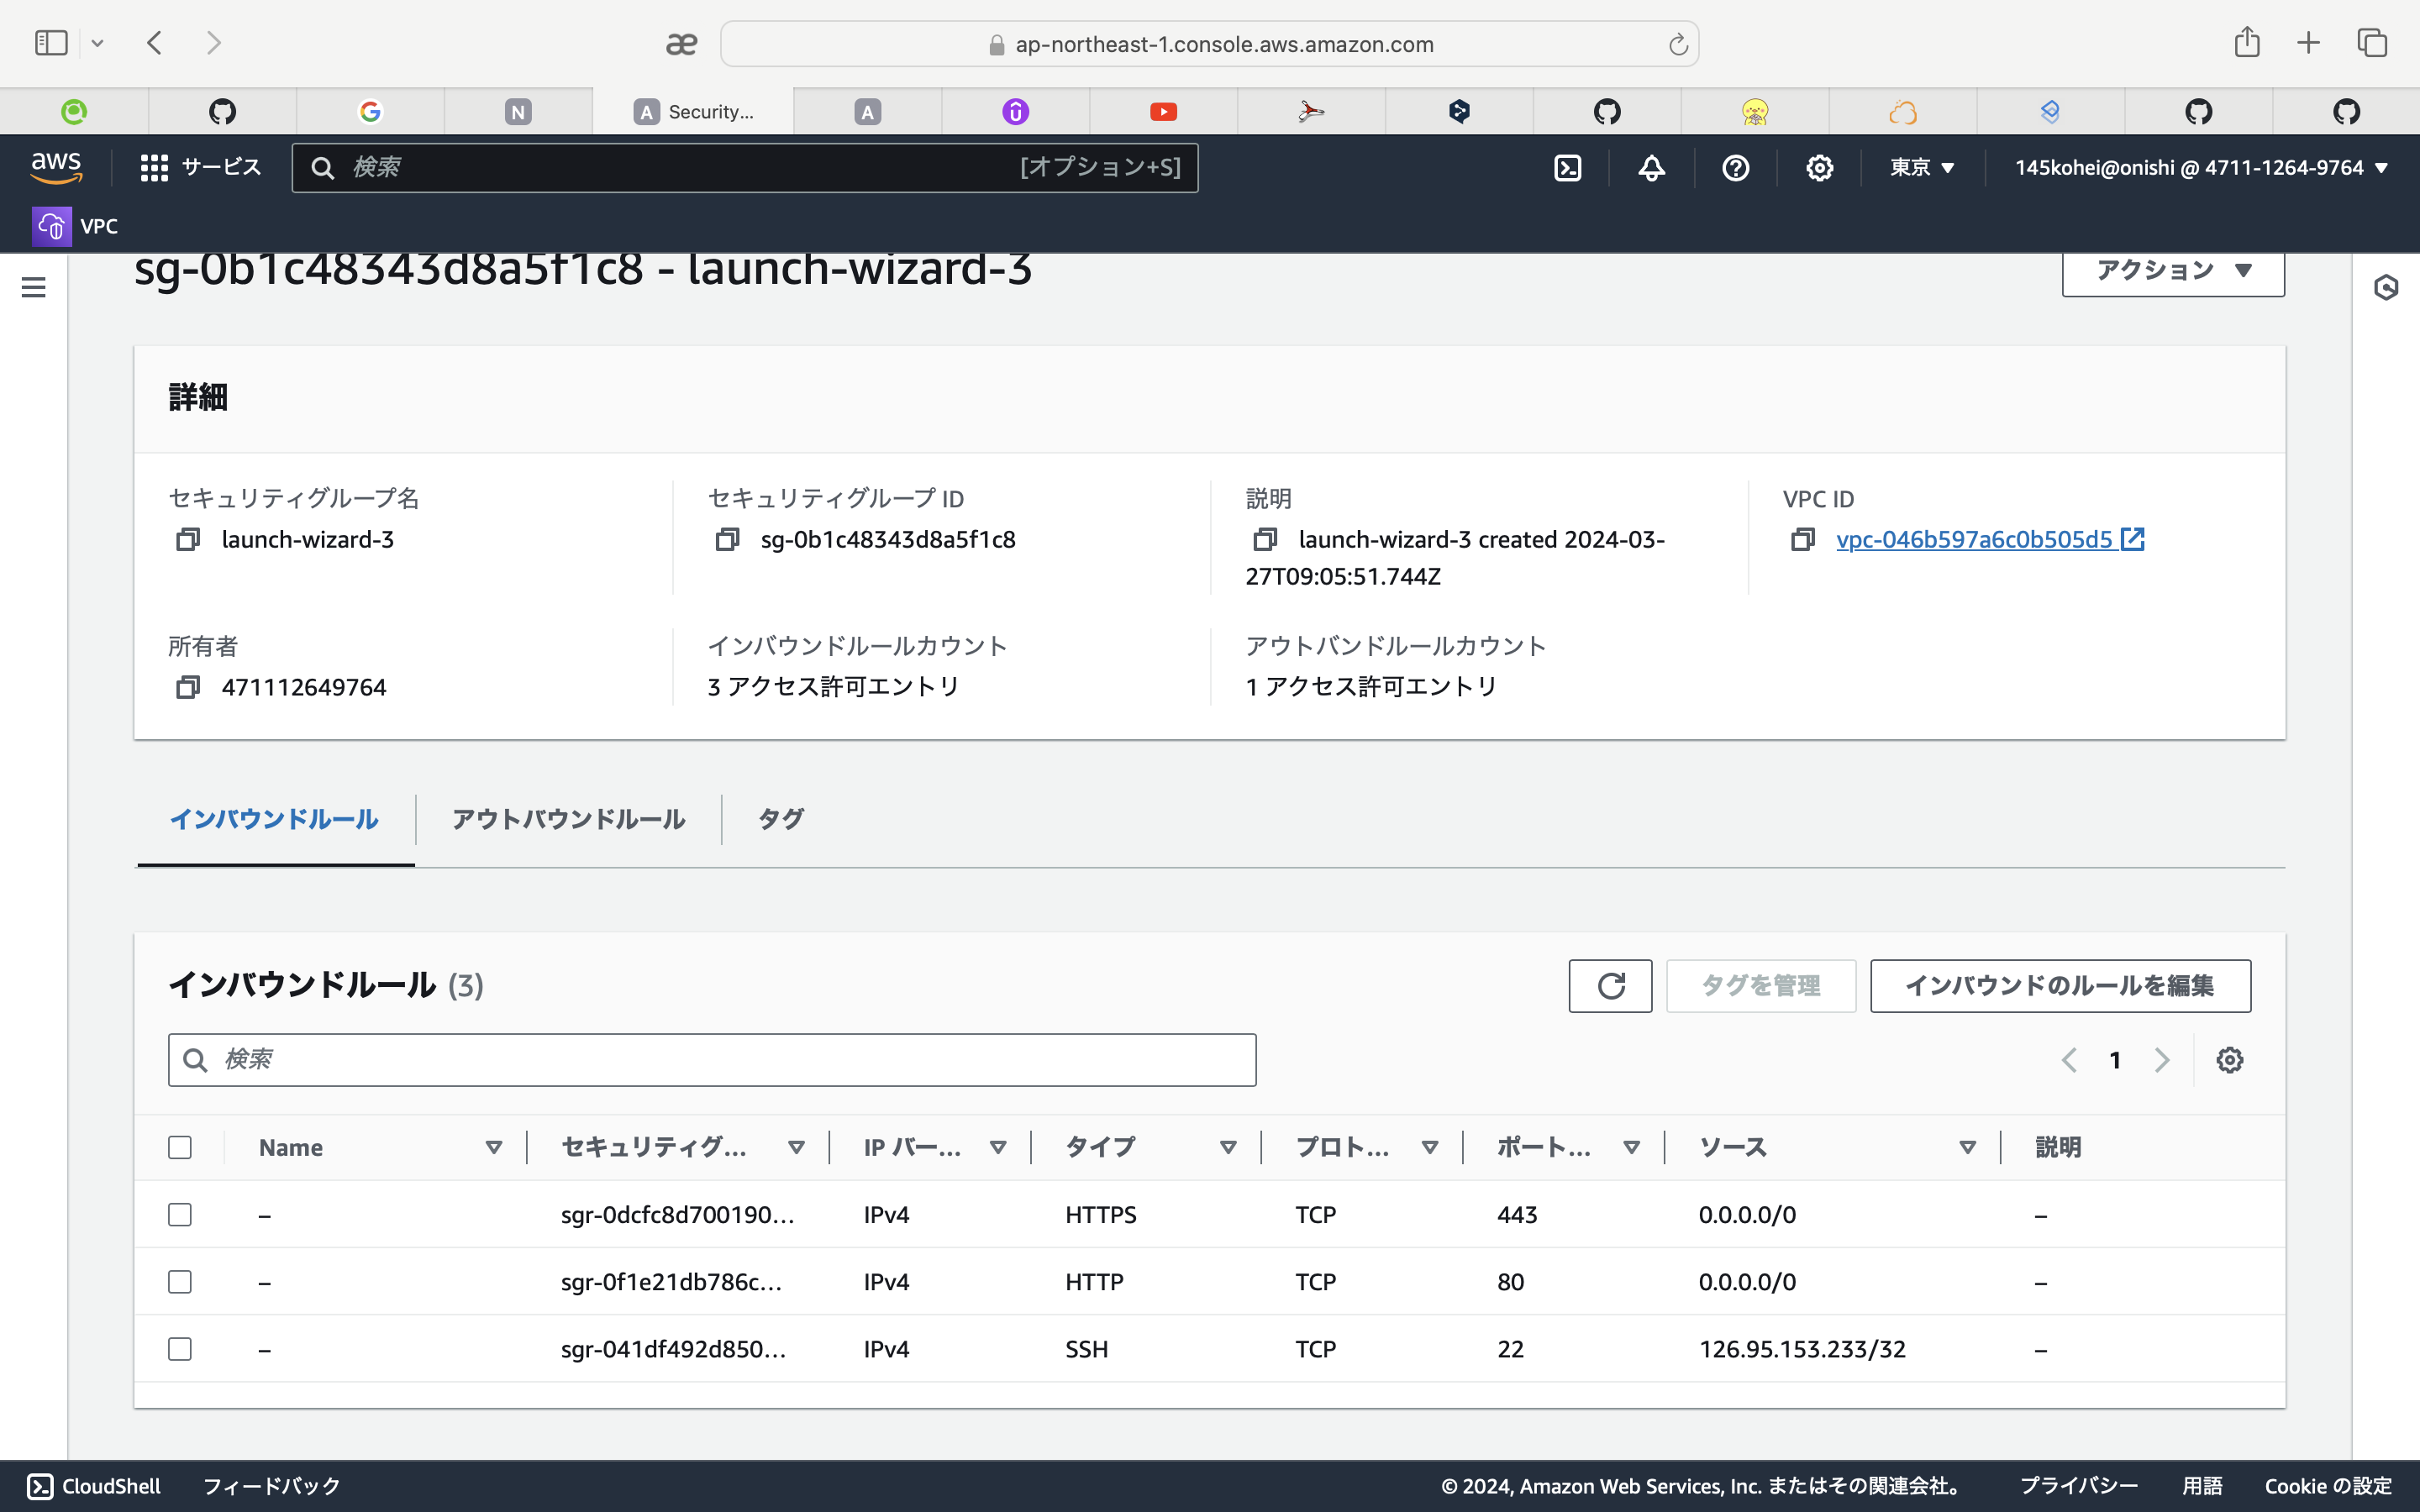 ap-northeast-1.console.aws.amazon.com
N
A Security...
A
aws サービス 検索 [オプション+S] 東京 145kohei@onishi @ 4711-1264-9764
VPC
sg-0b1c48343d8a5f1c8 - launch-wizard-3
アクション
詳細
セキュリティグループ名 セキュリティグループ ID 説明 VPC ID
launch-wizard-3 sg-0b1c48343d8a5f1c8 launch-wizard-3 created 2024-03- vpc-046b597a6c0b505d5
27T09:05:51.744Z
所有者 インバウンドルールカウント アウトバンドルールカウント
471112649764 3 アクセス許可エントリ 1 アクセス許可エントリ
インバウンドルール アウトバウンドルール タグ
インバウンドルール (3) タグを管理 インバウンドのルールを編集
検索 1
Name セキュリティグ... IP バー... タイプ プロト... ポート... ソース 説明
– sgr-0dcfc8d700190... IPv4 HTTPS TCP 443 0.0.0.0/0 –
– sgr-0f1e21db786c... IPv4 HTTP TCP 80 0.0.0.0/0 –
– sgr-041df492d850... IPv4 SSH TCP 22 126.95.153.233/32 –
CloudShell フィードバック © 2024, Amazon Web Services, Inc. またはその関連会社。 プライバシー 用語 Cookie の設定